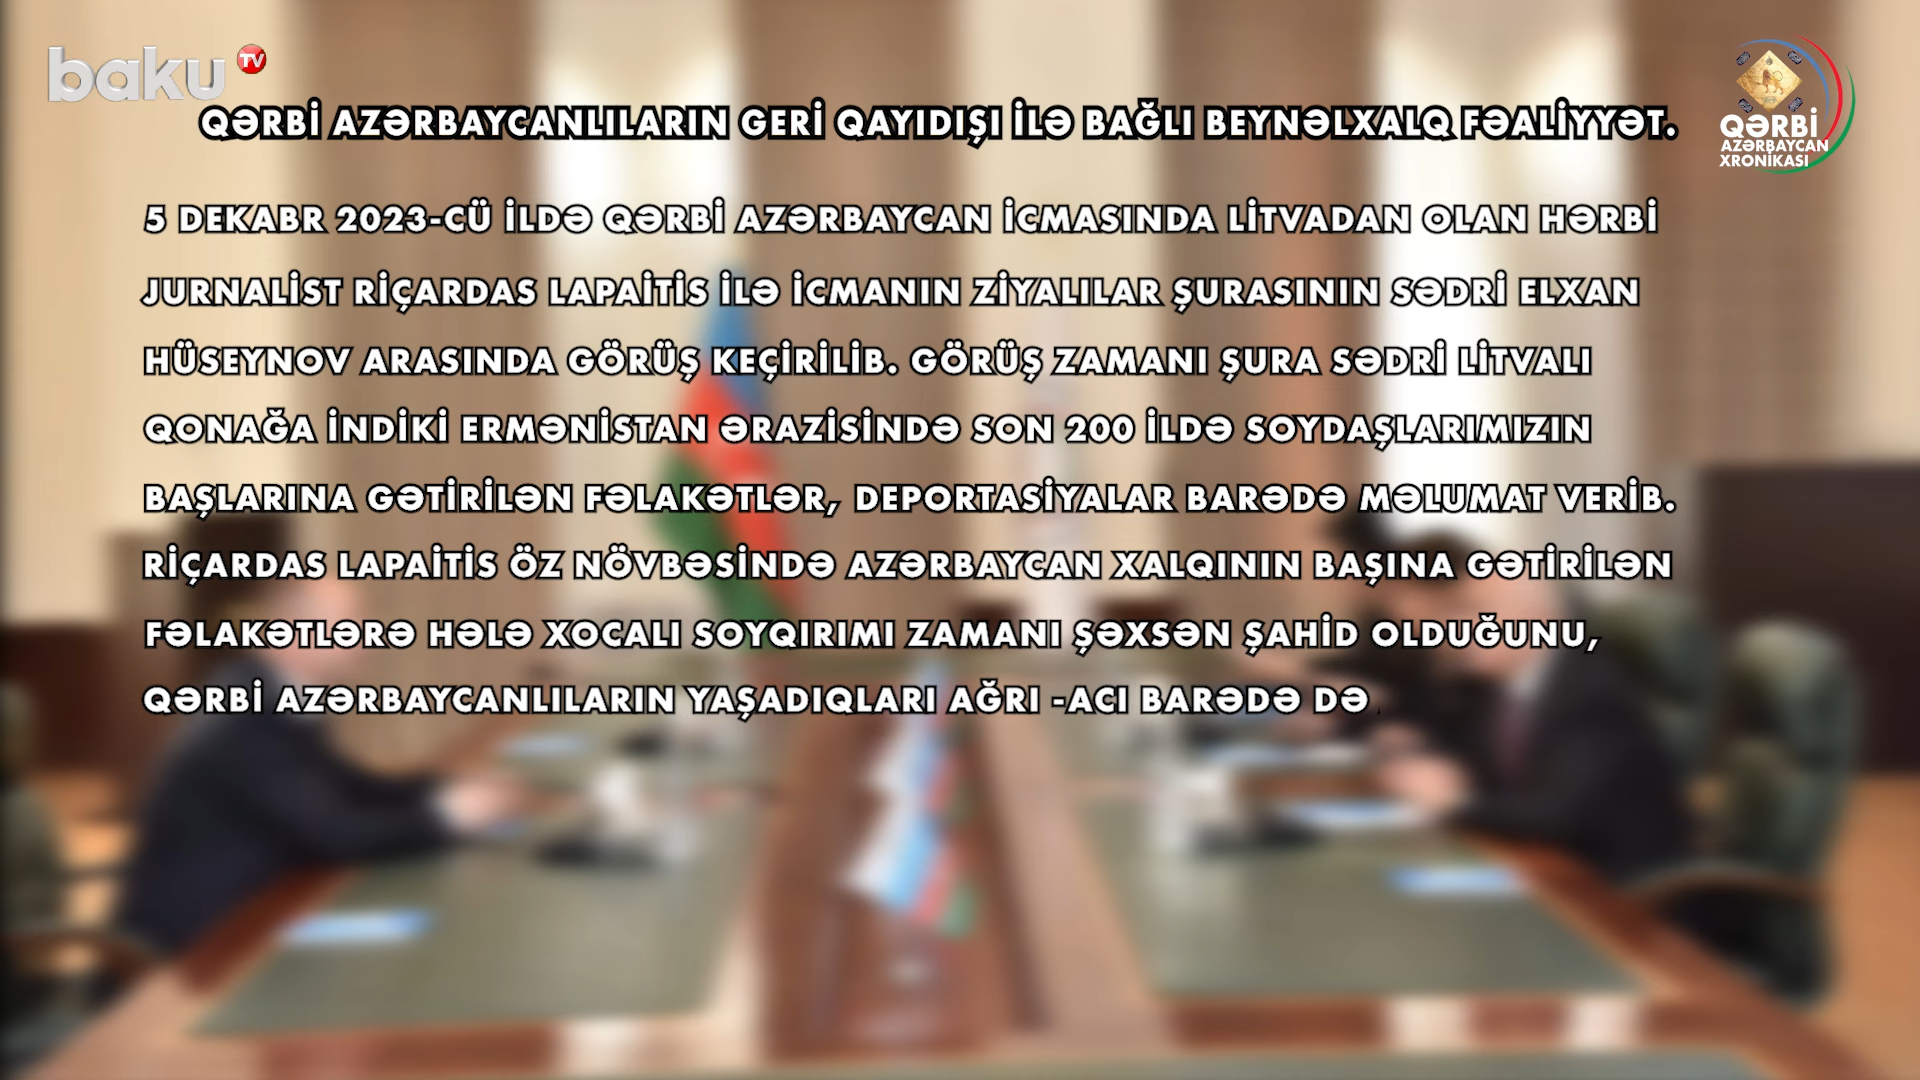 baku TV
QƏRBİ AZƏRBAYCANLILARIN GERİ QAYIDIŞI İLƏ BAĞLI BEYNƏLXALQ FƏALİYYƏT.
QƏRBİ
AZƏRBAYCAN
XRONİKASI
5 DEKABR 2023-CÜ İLDƏ QƏRBİ AZƏRBAYCAN İCMASINDA LİTVADAN OLAN HƏRBİ
JURNALİST RİÇARDAS LAPAİTİS İLƏ İCMANIN ZİYALILAR ŞURASININ SƏDRİ ELXAN
HÜSEYNOV ARASINDA GÖRÜŞ KEÇİRİLİB. GÖRÜŞ ZAMANI ŞURA SƏDRİ LİTVALI
QONAĞA İNDİKİ ERMƏNİSTAN ƏRAZİSİNDƏ SON 200 İLDƏ SOYDAŞLARIMIZIN
BAŞLARINA GƏTİRİLƏN FƏLAKƏTLƏR, DEPORTASİYALAR BARƏDƏ MƏLUMAT VERİB.
RİÇARDAS LAPAİTİS ÖZ NÖVBƏSİNDƏ AZƏRBAYCAN XALQININ BAŞINA GƏTİRİLƏN
FƏLAKƏTLƏRƏ HƏLƏ XOCALI SOYQIRIMI ZAMANI ŞƏXSƏN ŞAHİD OLDUĞUNU,
QƏRBİ AZƏRBAYCANLILARIN YAŞADIQLARI AĞRI -ACI BARƏDƏ DƏ